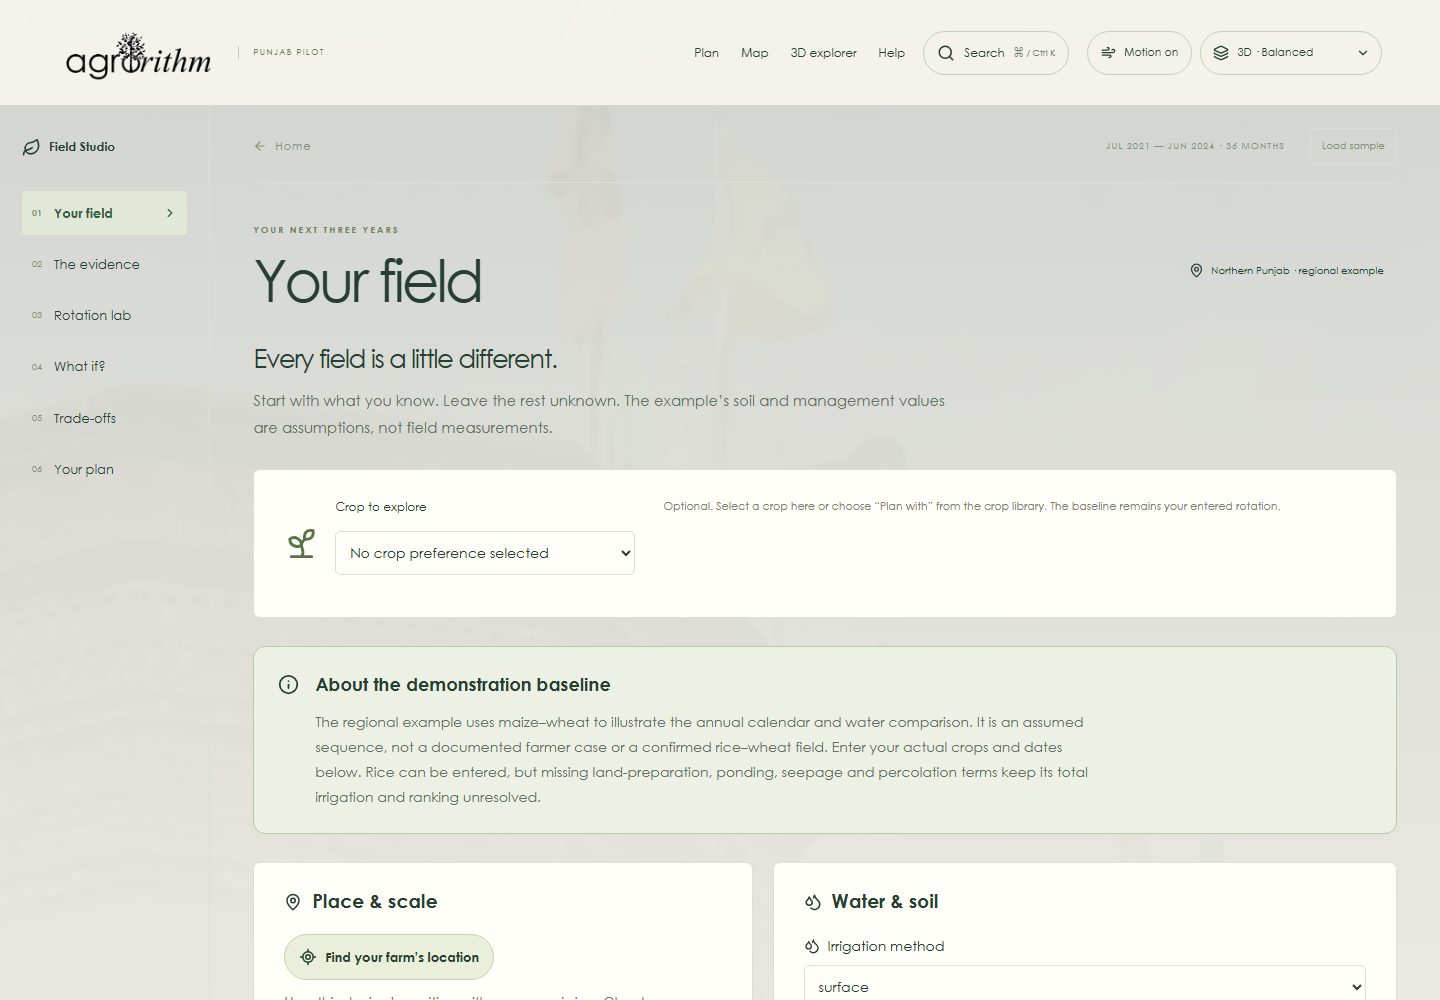 agrorithm
PUNJAB PILOT
Plan
Map
3D explorer
Help
Search ⌘ / Ctrl K
Motion on
3D · Balanced
Field Studio
01 Your field
02 The evidence
03 Rotation lab
04 What if?
05 Trade-offs
06 Your plan
Home
JUL 2021 — JUN 2024 · 36 MONTHS
Load sample
YOUR NEXT THREE YEARS
Your field
Northern Punjab · regional example
Every field is a little different.
Start with what you know. Leave the rest unknown. The example’s soil and management values
are assumptions, not field measurements.
Crop to explore
No crop preference selected
Optional. Select a crop here or choose “Plan with” from the crop library. The baseline remains your entered rotation.
About the demonstration baseline
The regional example uses maize–wheat to illustrate the annual calendar and water comparison. It is an assumed
sequence, not a documented farmer case or a confirmed rice–wheat field. Enter your actual crops and dates
below. Rice can be entered, but missing land-preparation, ponding, seepage and percolation terms keep its total
irrigation and ranking unresolved.
Place & scale
Find your farm’s location
Water & soil
Irrigation method
surface